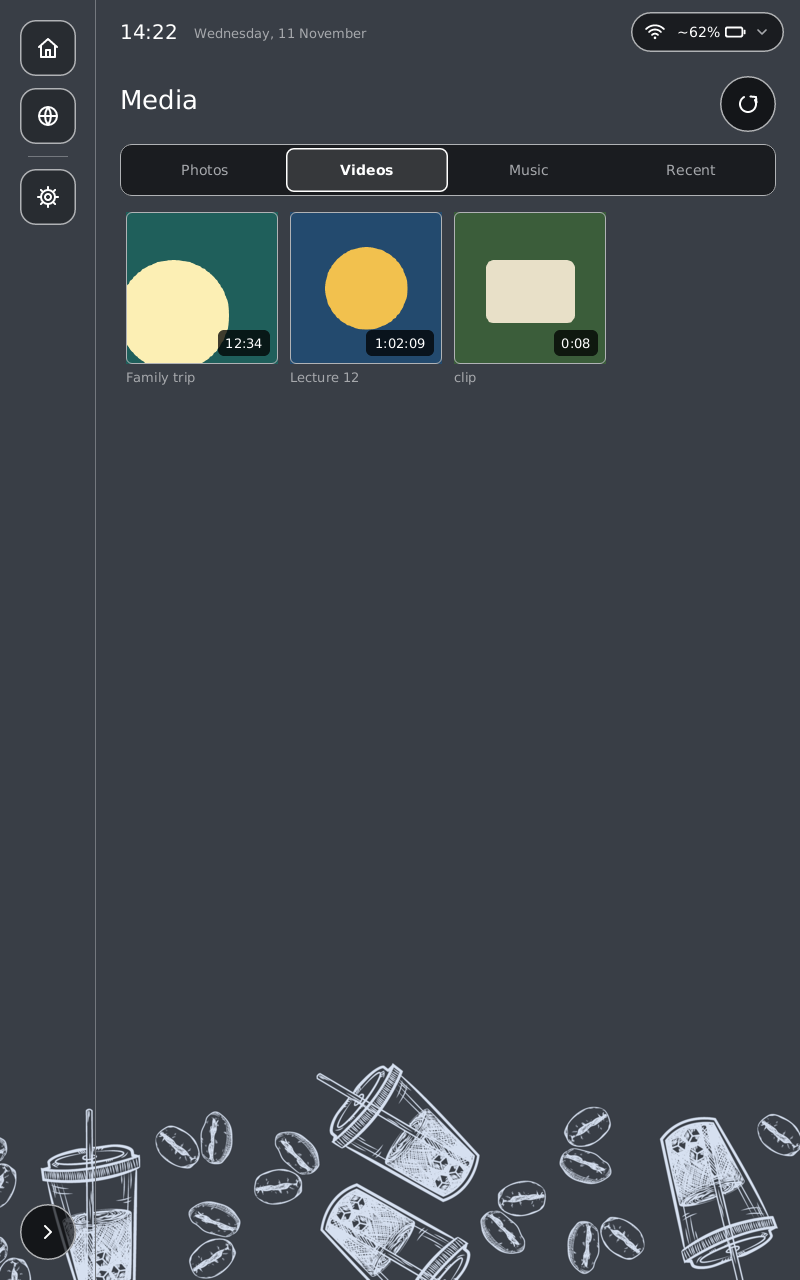 14:22 Wednesday, 11 November ~62%
Media
Photos Videos Music Recent
12:34 1:02:09 0:08
Family trip Lecture 12 clip